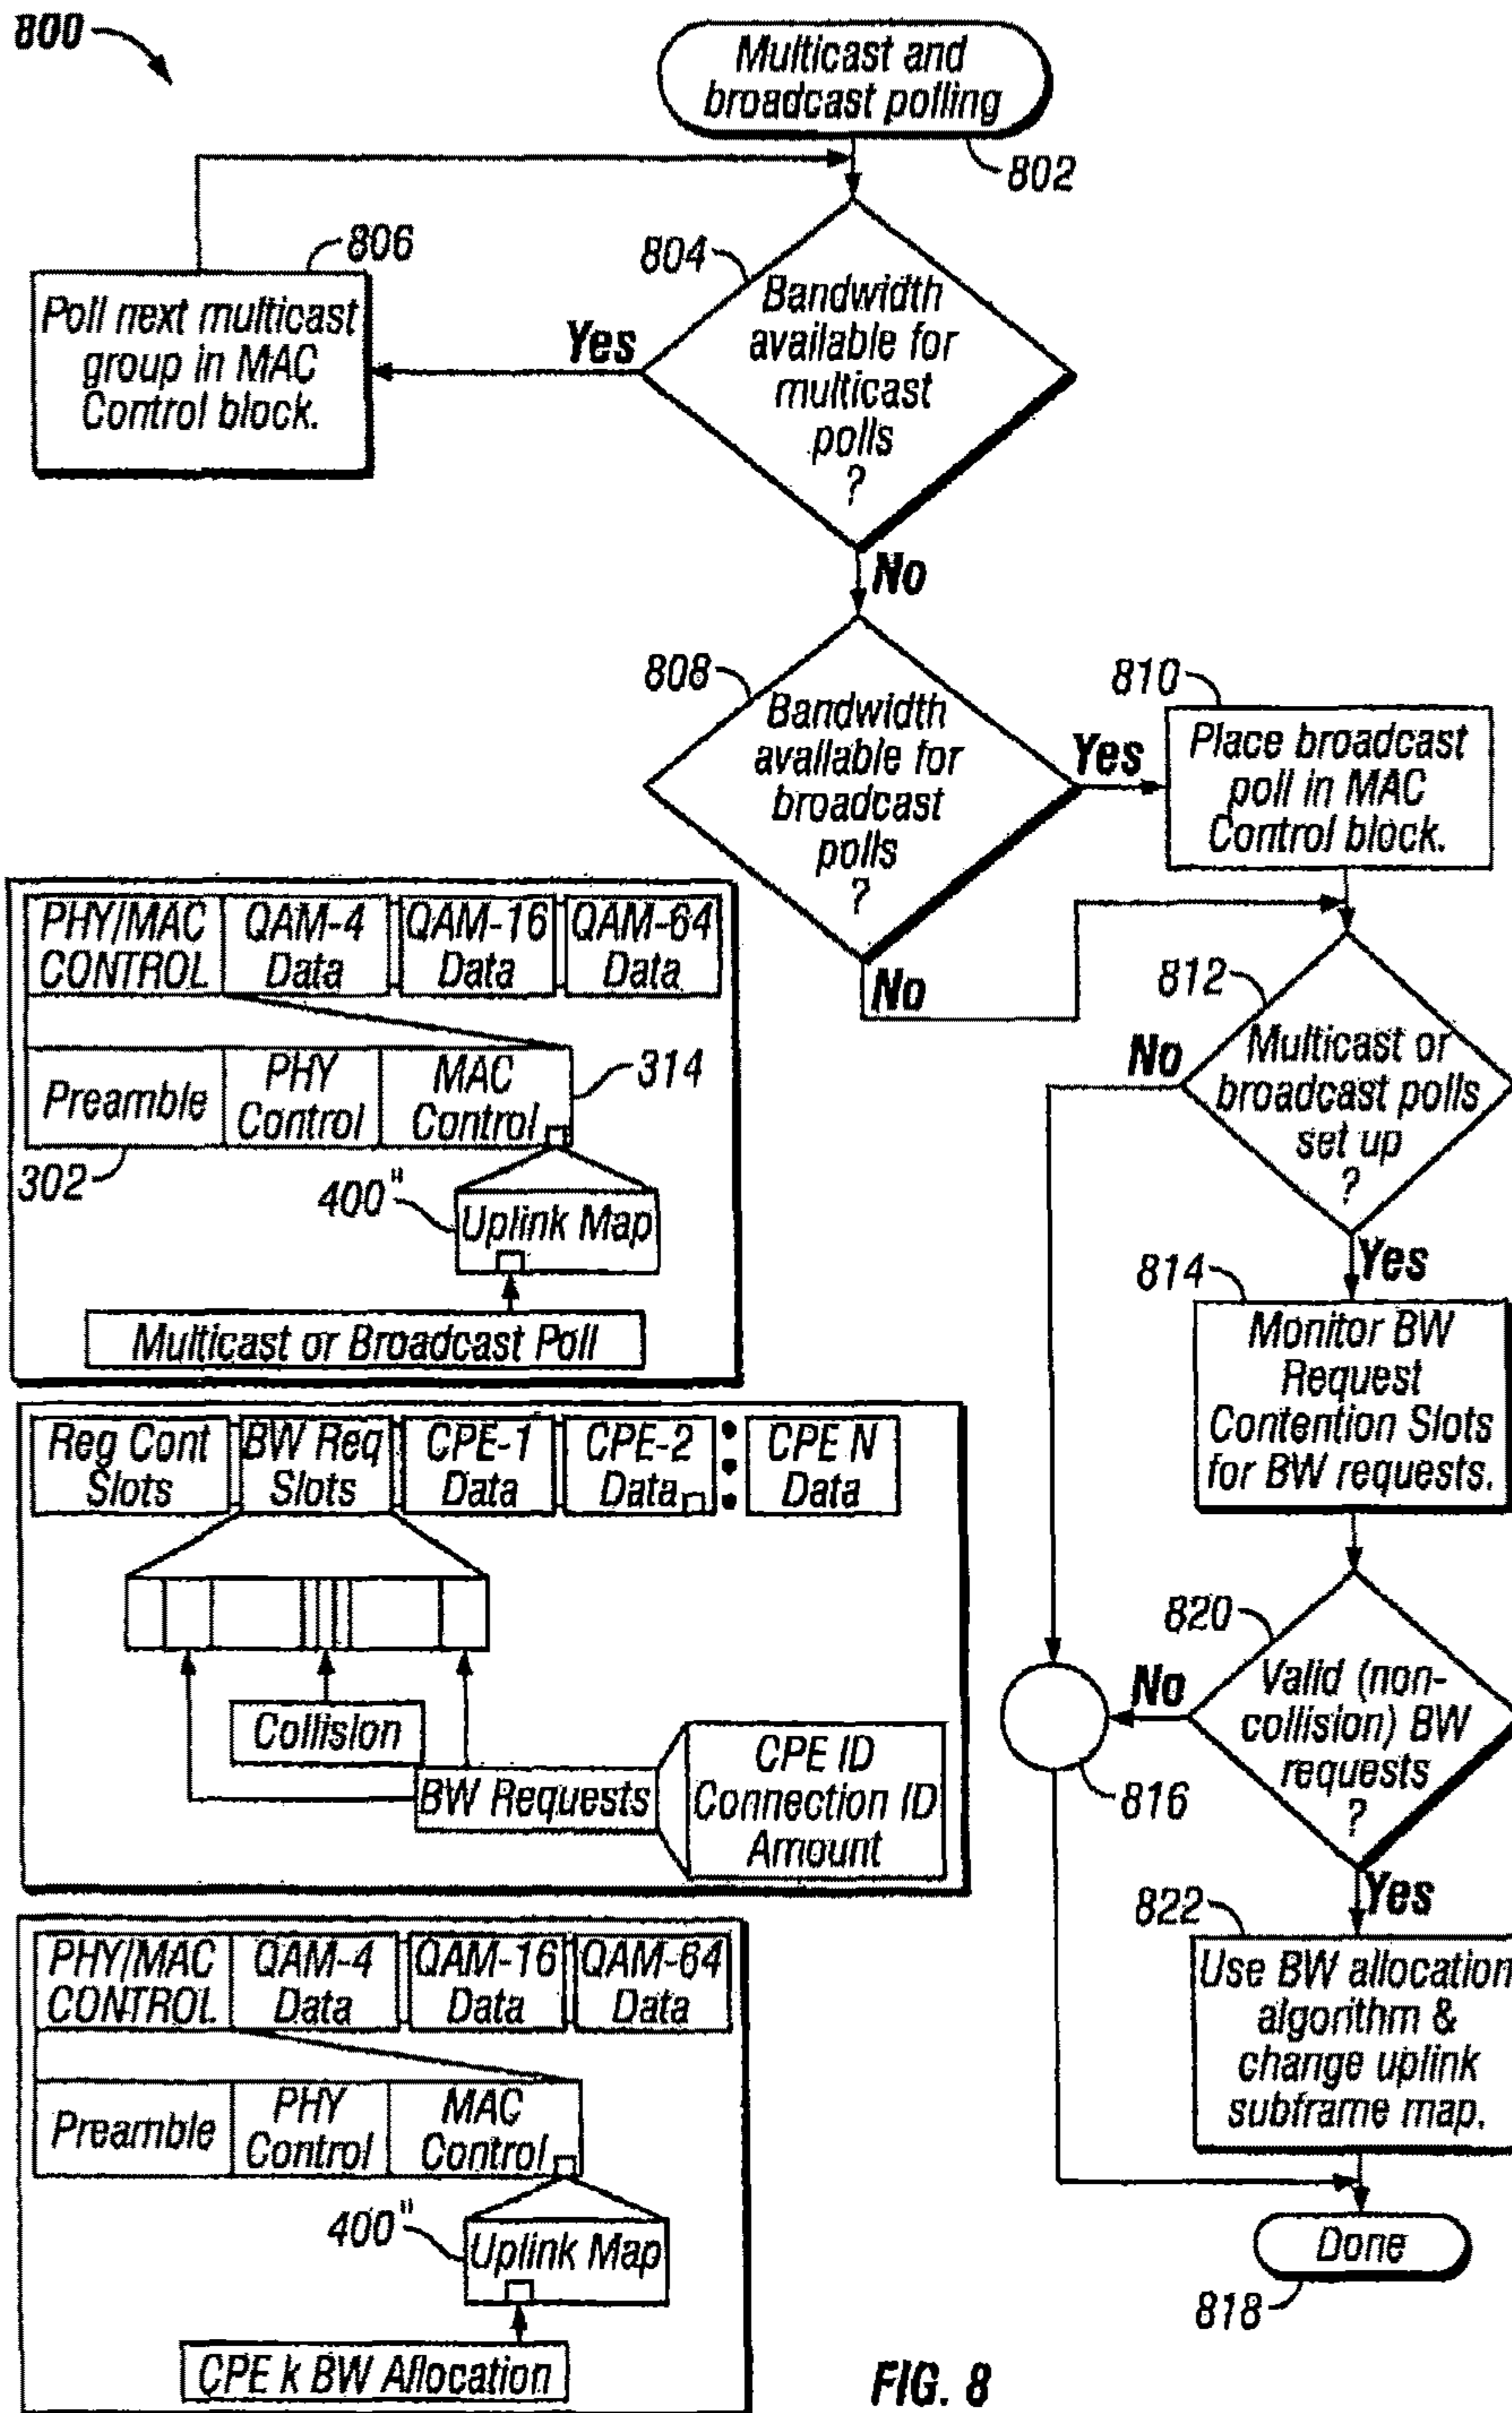 800
Multicast and
broadcast polling
802
806
Poll next multicast
group in MAC
Control block.
804
Bandwidth
available for
multicast
polls
?
Yes
No
808
Bandwidth
available for
broadcast
polls
?
Yes
No
810
Place broadcast
poll in MAC
Control block.
812
Multicast or
broadcast polls
set up
?
No
Yes
814
Monitor BW
Request
Contention Slots
for BW requests.
820
Valid (non-
collision) BW
requests
?
No
816
Yes
822
Use BW allocation
algorithm &
change uplink
subframe map.
Done
818
PHY/MAC
CONTROL
QAM-4
Data
QAM-16
Data
QAM-64
Data
Preamble
PHY
Control
MAC
Control
314
302
400"
Uplink Map
Multicast or Broadcast Poll
Reg Cont
Slots
BW Req
Slots
CPE-1
Data
CPE-2
Data
CPE N
Data
Collision
BW Requests
CPE ID
Connection ID
Amount
PHY/MAC
CONTROL
QAM-4
Data
QAM-16
Data
QAM-64
Data
Preamble
PHY
Control
MAC
Control
400"
Uplink Map
CPE k BW Allocation
FIG. 8